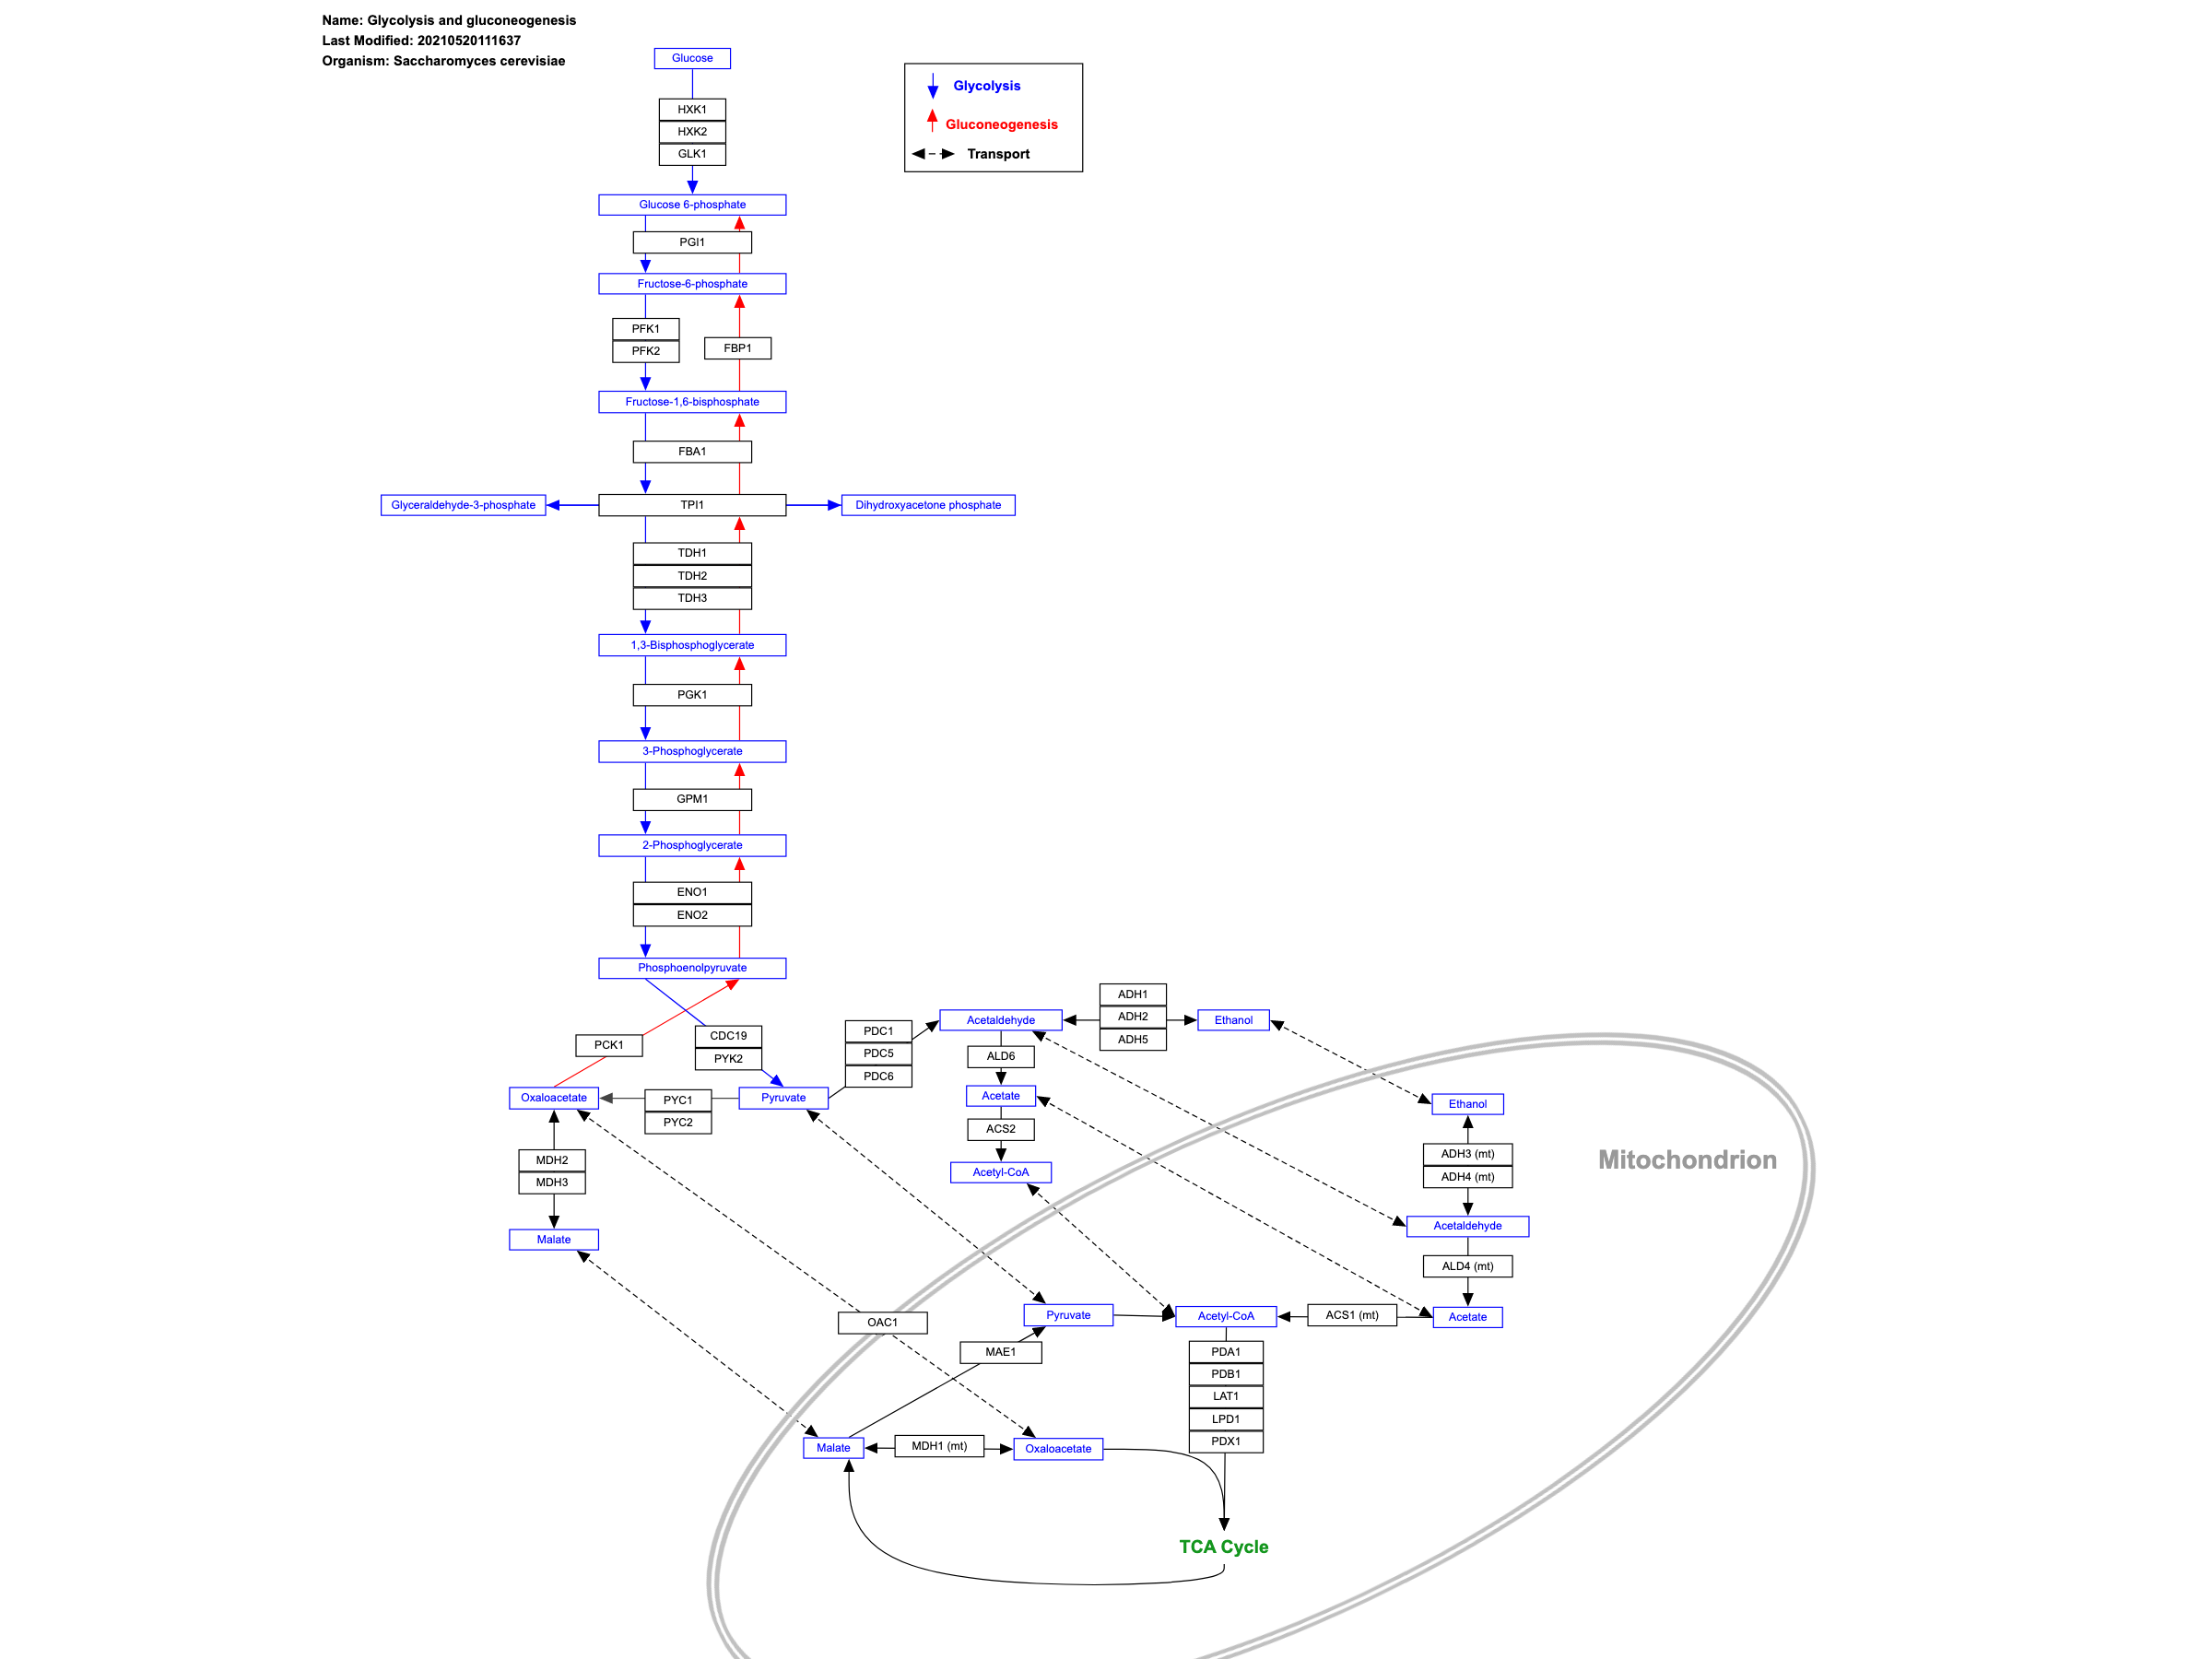 Name: Glycolysis and gluconeogenesis
Last Modified: 20210520111637
Organism: Saccharomyces cerevisiae
Glucose
Glycolysis
Gluconeogenesis
Transport
HXK1
HXK2
GLK1
Glucose 6-phosphate
PGI1
Fructose-6-phosphate
PFK1
PFK2
FBP1
Fructose-1,6-bisphosphate
FBA1
Glyceraldehyde-3-phosphate
TPI1
Dihydroxyacetone phosphate
TDH1
TDH2
TDH3
1,3-Bisphosphoglycerate
PGK1
3-Phosphoglycerate
GPM1
2-Phosphoglycerate
ENO1
ENO2
Phosphoenolpyruvate
PCK1
CDC19
PYK2
PDC1
PDC5
PDC6
Acetaldehyde
ADH1
ADH2
ADH5
Ethanol
ALD6
Oxaloacetate
PYC1
PYC2
Pyruvate
Acetate
ACS2
Acetyl-CoA
MDH2
MDH3
Malate
Ethanol
ADH3 (mt)
ADH4 (mt)
Mitochondrion
Acetaldehyde
ALD4 (mt)
OAC1
Pyruvate
Acetyl-CoA
ACS1 (mt)
Acetate
MAE1
PDA1
PDB1
LAT1
LPD1
PDX1
Malate
MDH1 (mt)
Oxaloacetate
TCA Cycle